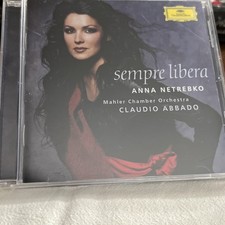 sempre libera
ANNA NETREBKO
Mahler Chamber Orchestra
CLAUDIO ABBADO